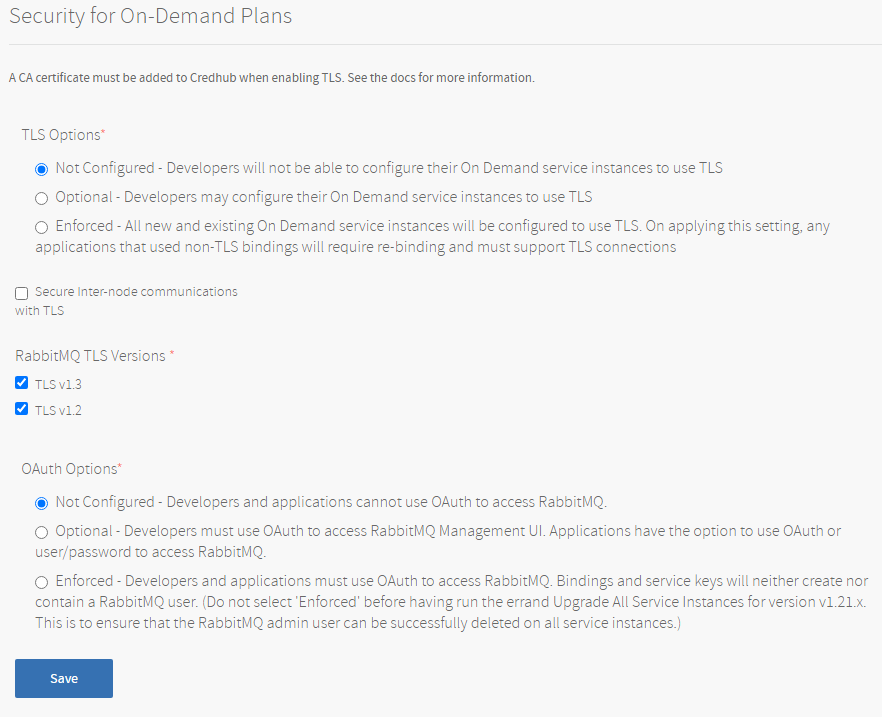 Security for On-Demand Plans
A CA certificate must be added to Credhub when enabling TLS. See the docs for more information.
TLS Options*
Not Configured - Developers will not be able to configure their On Demand service instances to use TLS
Optional - Developers may configure their On Demand service instances to use TLS
Enforced - All new and existing On Demand service instances will be configured to use TLS. On applying this setting, any
applications that used non-TLS bindings will require re-binding and must support TLS connections
Secure Inter-node communications
with TLS
RabbitMQ TLS Versions *
TLS v1.3
TLS v1.2
OAuth Options*
Not Configured - Developers and applications cannot use OAuth to access RabbitMQ.
Optional - Developers must use OAuth to access RabbitMQ Management UI. Applications have the option to use OAuth or
user/password to access RabbitMQ.
Enforced - Developers and applications must use OAuth to access RabbitMQ. Bindings and service keys will neither create nor
contain a RabbitMQ user. (Do not select 'Enforced' before having run the errand Upgrade All Service Instances for version v1.21.x.
This is to ensure that the RabbitMQ admin user can be successfully deleted on all service instances.)
Save